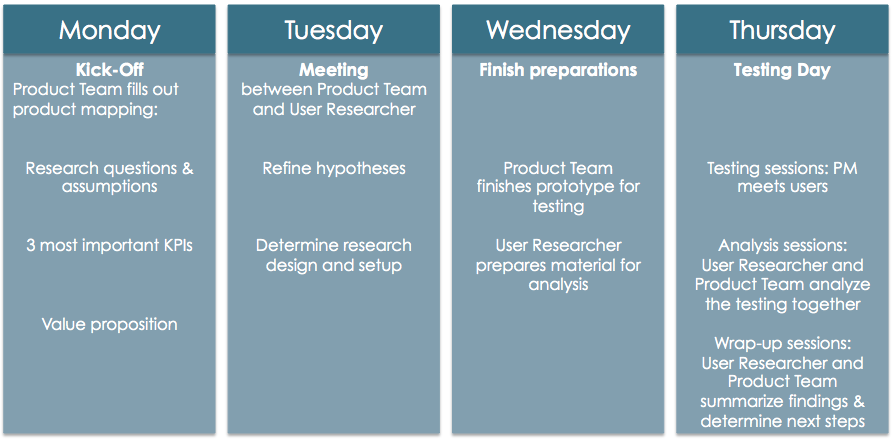 Monday
Kick-Off
Product Team fills out
product mapping:
Research questions &
assumptions
3 most important KPIs
Value proposition
Tuesday
Meeting
between Product Team
and User Researcher
Refine hypotheses
Determine research
design and setup
Wednesday
Finish preparations
Product Team
finishes prototype for
testing
User Researcher
prepares material for
analysis
Thursday
Testing Day
Testing sessions: PM
meets users
Analysis sessions:
User Researcher and
Product Team analyze
the testing together
Wrap-up sessions:
User Researcher and
Product Team
summarize findings &
determine next steps